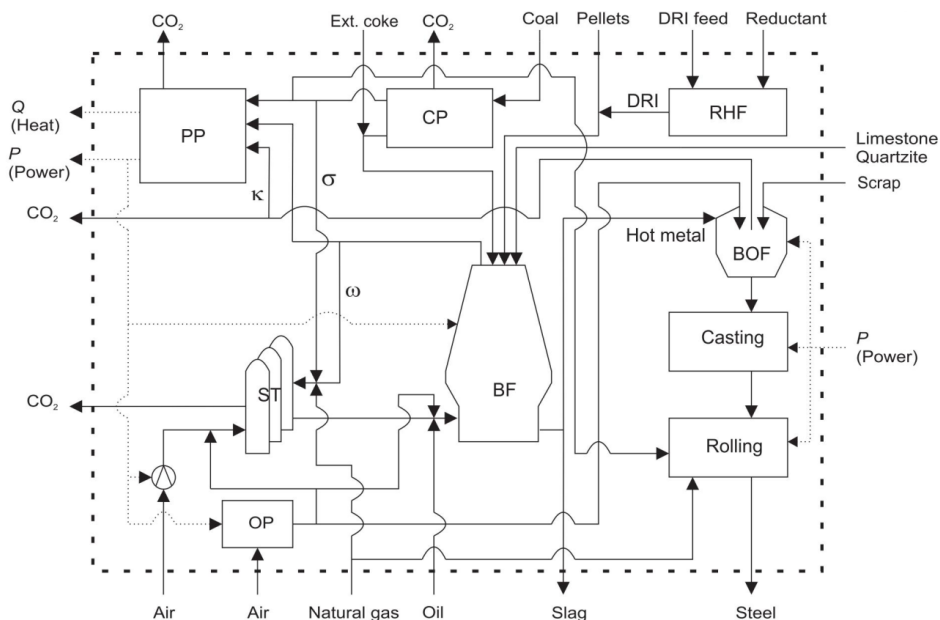 CO₂
Ext. coke
CO₂
Coal
Pellets
DRI feed
Reductant
Q
(Heat)
PP
CP
DRI
RHF
P
(Power)
Limestone
Quartzite
σ
κ
Scrap
CO₂
Hot metal
BOF
ω
Casting
P
(Power)
ST
BF
CO₂
Rolling
OP
Air
Air
Natural gas
Oil
Slag
Steel